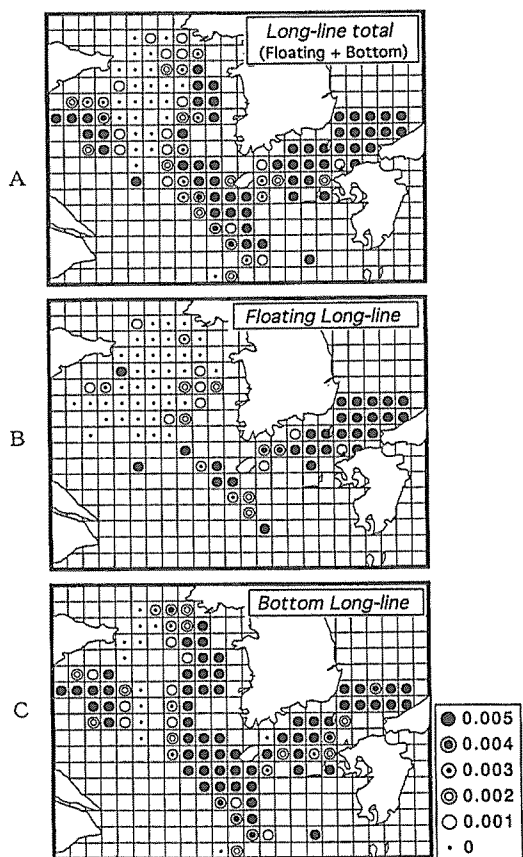 Long-line total
(Floating + Bottom)
A
Floating Long-line
B
Bottom Long-line
C
0.005
0.004
0.003
0.002
0.001
0